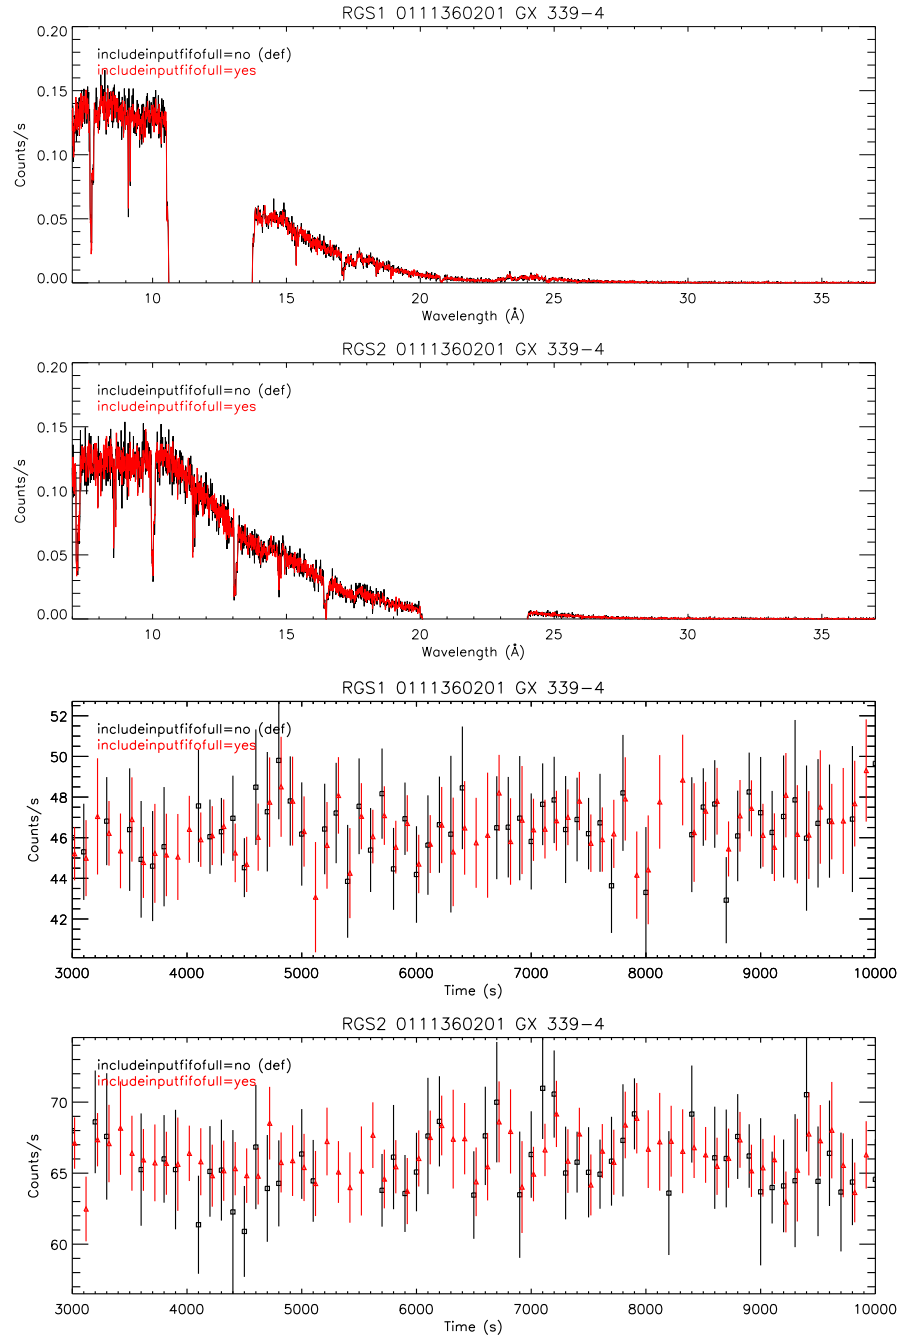 RGS1 0111360201 GX 339−4
0.20
includeinputfifofull=no (def)
includeinputfifofull=yes
0.15
0.10
0.05
0.00
Counts/s
10 15 20 25 30 35
Wavelength (Å)
RGS2 0111360201 GX 339−4
0.20
includeinputfifofull=no (def)
includeinputfifofull=yes
0.15
0.10
0.05
0.00
Counts/s
10 15 20 25 30 35
Wavelength (Å)
RGS1 0111360201 GX 339−4
52
includeinputfifofull=no (def)
includeinputfifofull=yes
50
48
46
44
42
Counts/s
3000 4000 5000 6000 7000 8000 9000 10000
Time (s)
RGS2 0111360201 GX 339−4
includeinputfifofull=no (def)
includeinputfifofull=yes
70
65
60
Counts/s
3000 4000 5000 6000 7000 8000 9000 10000
Time (s)